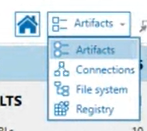 Artifacts
Artifacts
Connections
File system
Registry
LTS